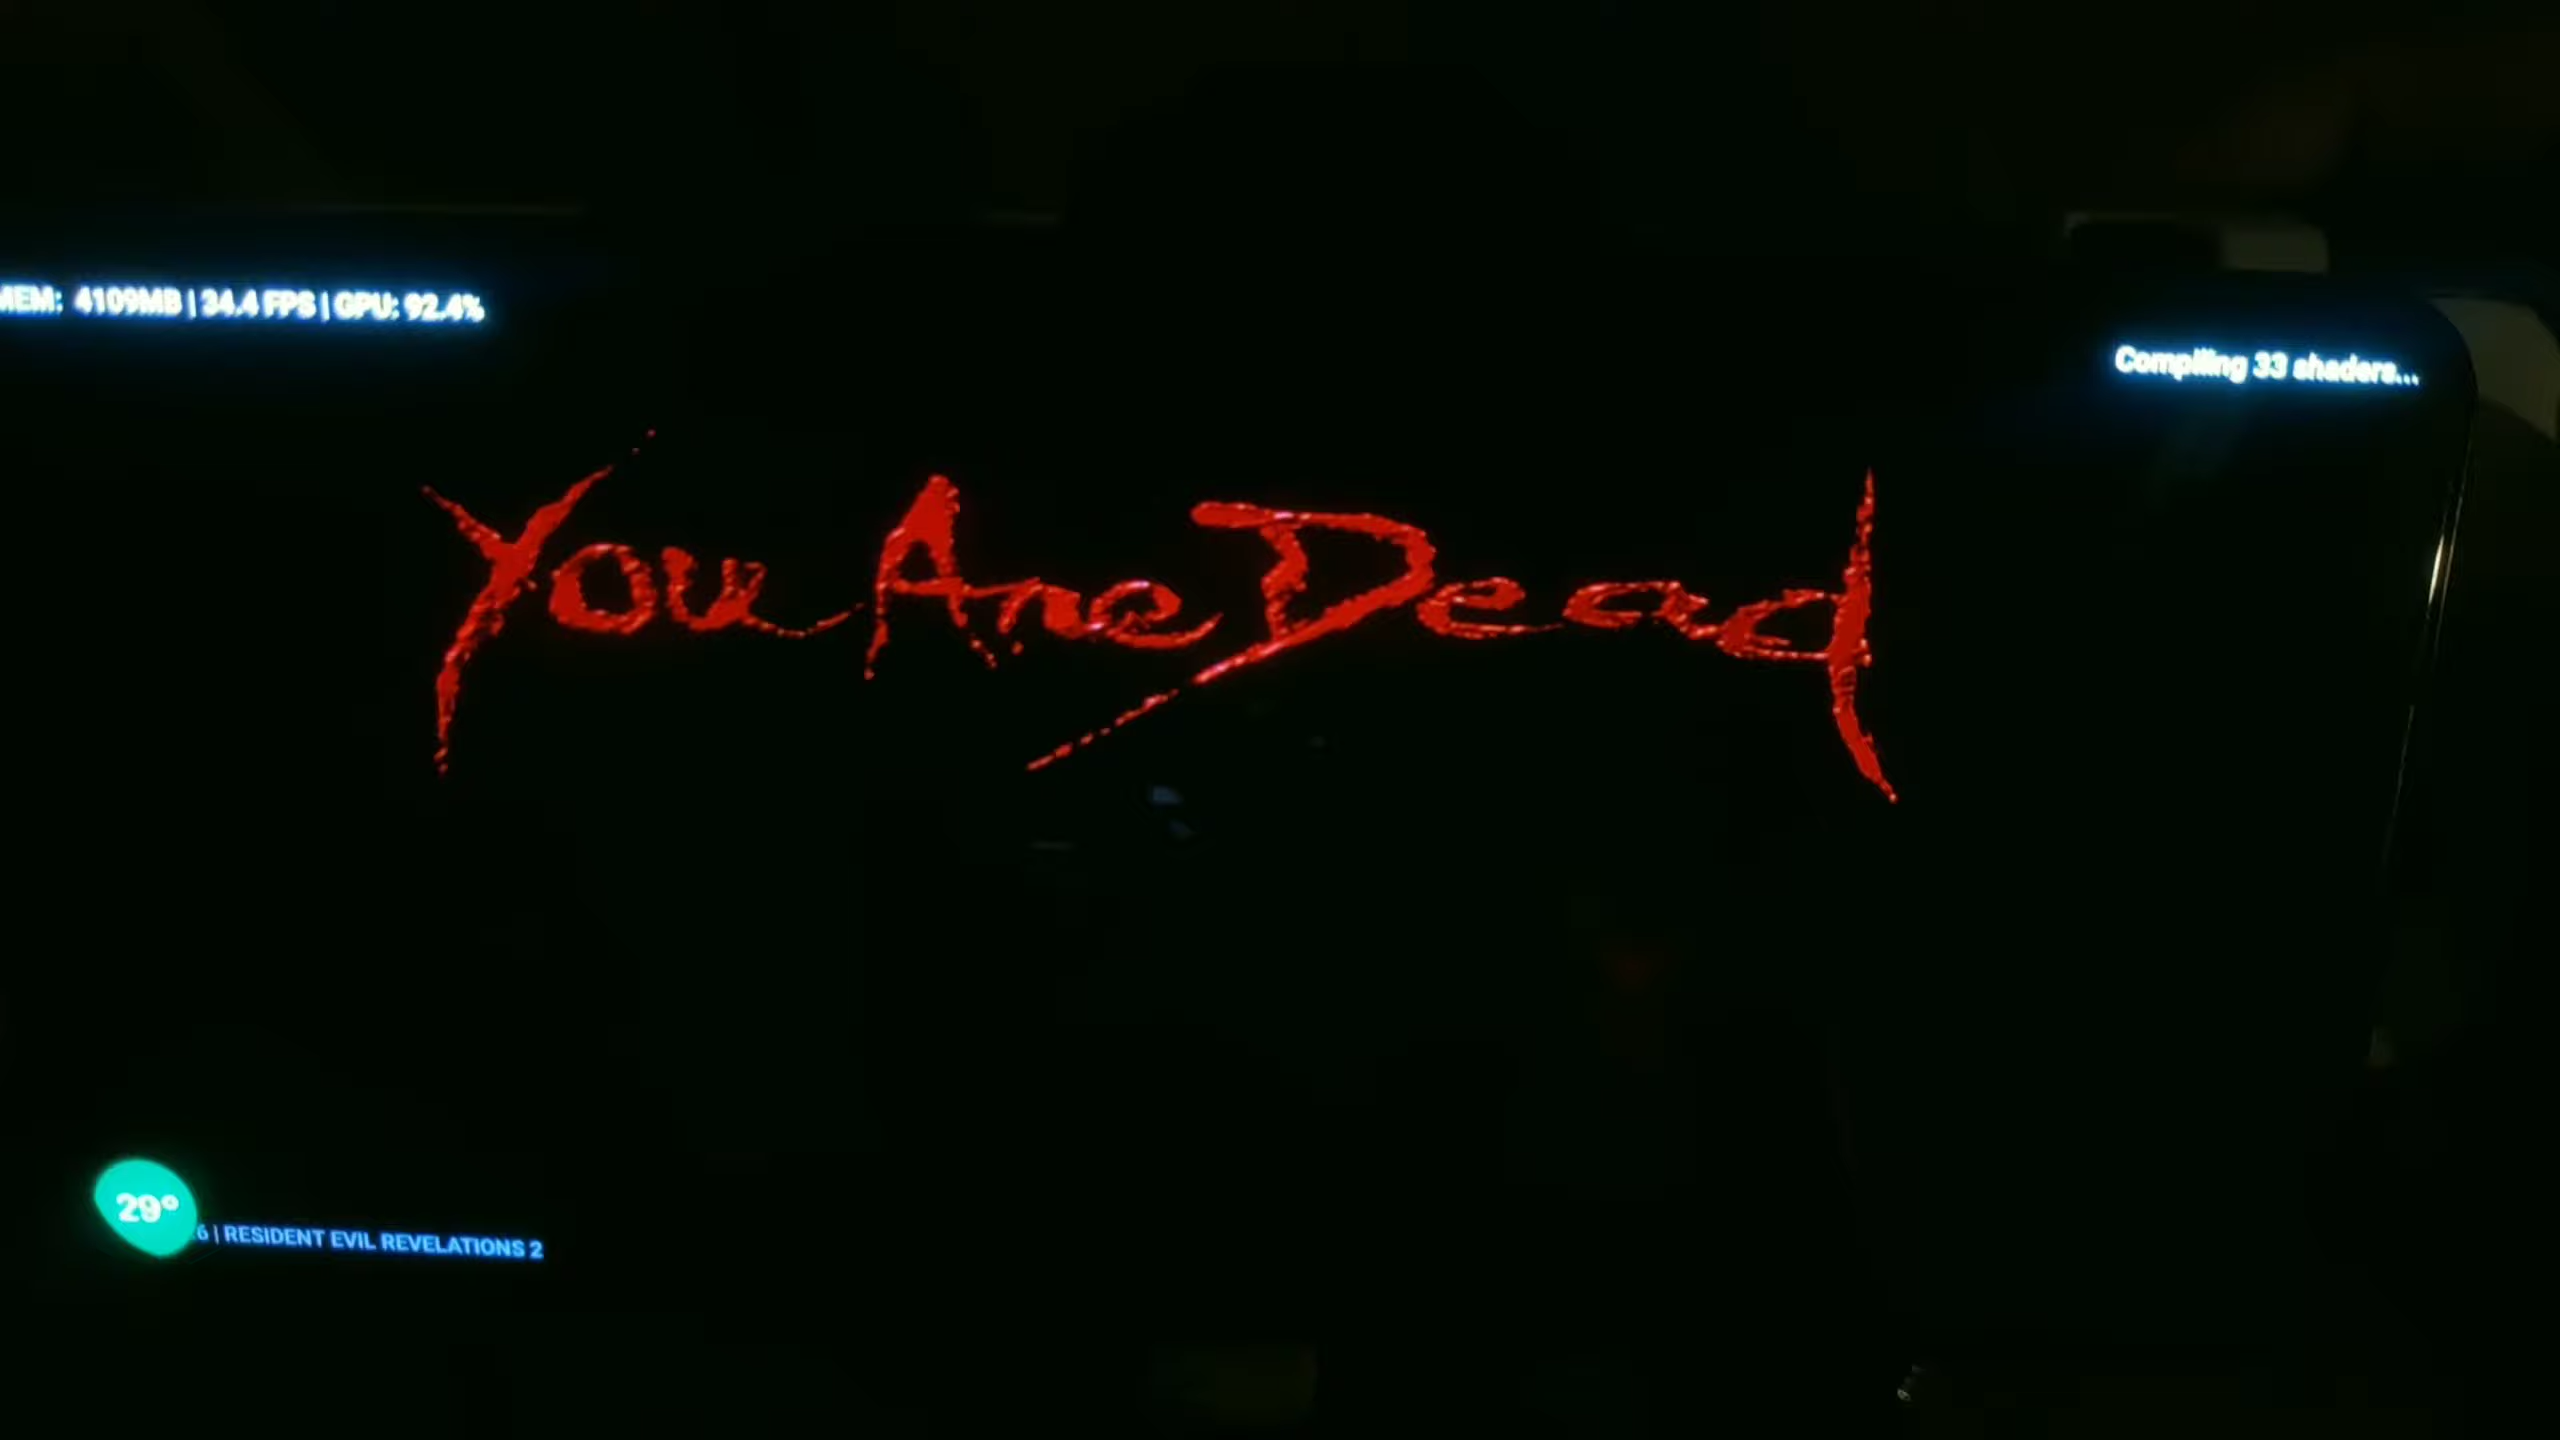 MEM: 4109MB | 34.4 FPS | GPU: 92.4%
Compiling 33 shaders...
You Are Dead
29°
6 | RESIDENT EVIL REVELATIONS 2